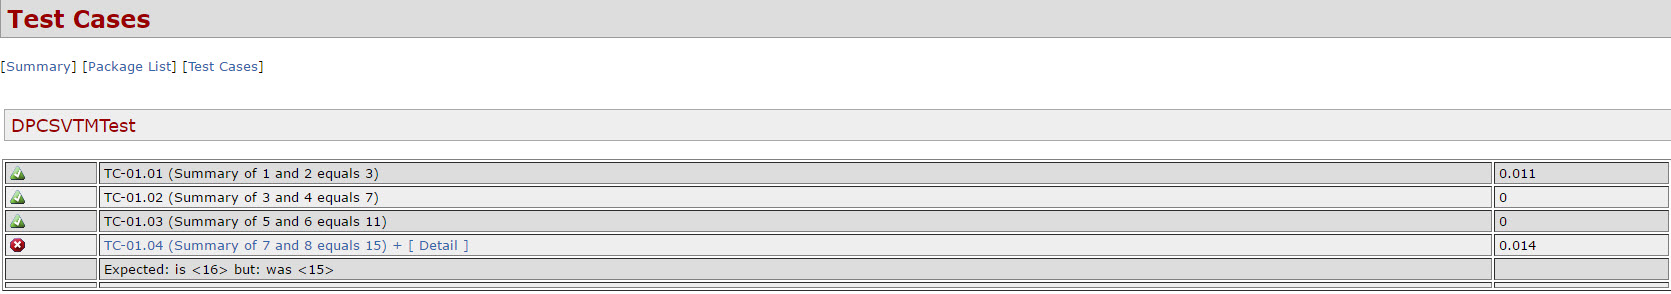 Test Cases
[Summary] [Package List] [Test Cases]
DPCSVTMTest
TC-01.01 (Summary of 1 and 2 equals 3) 0.011
TC-01.02 (Summary of 3 and 4 equals 7) 0
TC-01.03 (Summary of 5 and 6 equals 11) 0
TC-01.04 (Summary of 7 and 8 equals 15) + [ Detail ] 0.014
Expected: is <16> but: was <15>